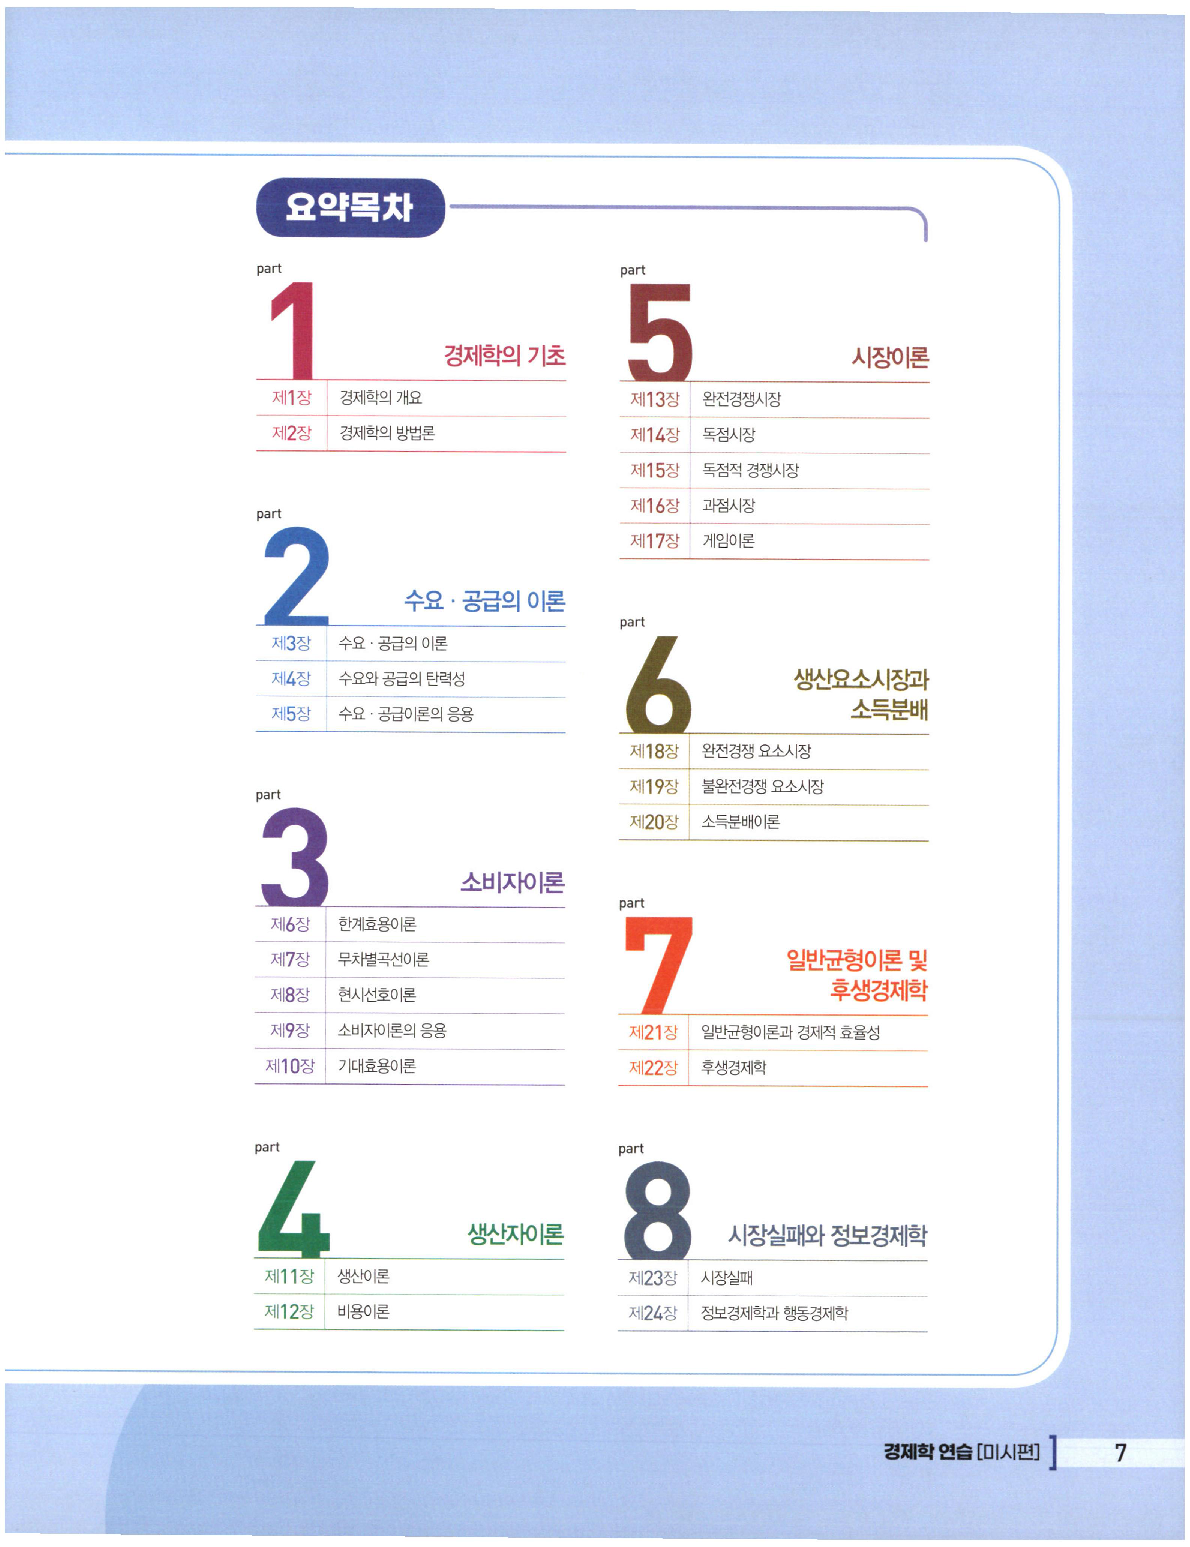 요약목차
part
1
경제학의 기초
제1장 경제학의 개요
제2장 경제학의 방법론
part
2
수요 · 공급의 이론
제3장 수요 · 공급의 이론
제4장 수요와 공급의 탄력성
제5장 수요 · 공급이론의 응용
part
3
소비자이론
제6장 한계효용이론
제7장 무차별곡선이론
제8장 현시선호이론
제9장 소비자이론의 응용
제10장 기대효용이론
part
4
생산자이론
제11장 생산이론
제12장 비용이론
part
5
시장이론
제13장 완전경쟁시장
제14장 독점시장
제15장 독점적 경쟁시장
제16장 과점시장
제17장 게임이론
part
6
생산요소시장과
소득분배
제18장 완전경쟁 요소시장
제19장 불완전경쟁 요소시장
제20장 소득분배이론
part
7
일반균형이론 및
후생경제학
제21장 일반균형이론과 경제적 효율성
제22장 후생경제학
part
8
시장실패와 정보경제학
제23장 시장실패
제24장 정보경제학과 행동경제학
경제학 연습 [미시편] 7